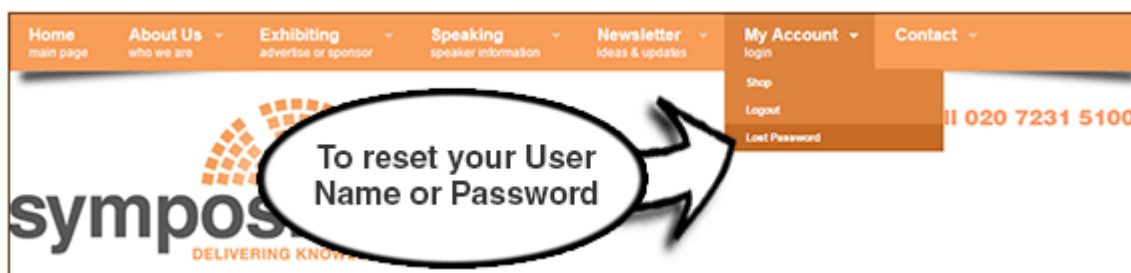 Home
main page
About Us
who we are
Exhibiting
advertise or sponsor
Speaking
speaker information
Newsletter
ideas & updates
My Account
login
Contact
Shop
Logout
Lost Password
ll 020 7231 5100
To reset your User
Name or Password
sympos
DELIVERING KNOW